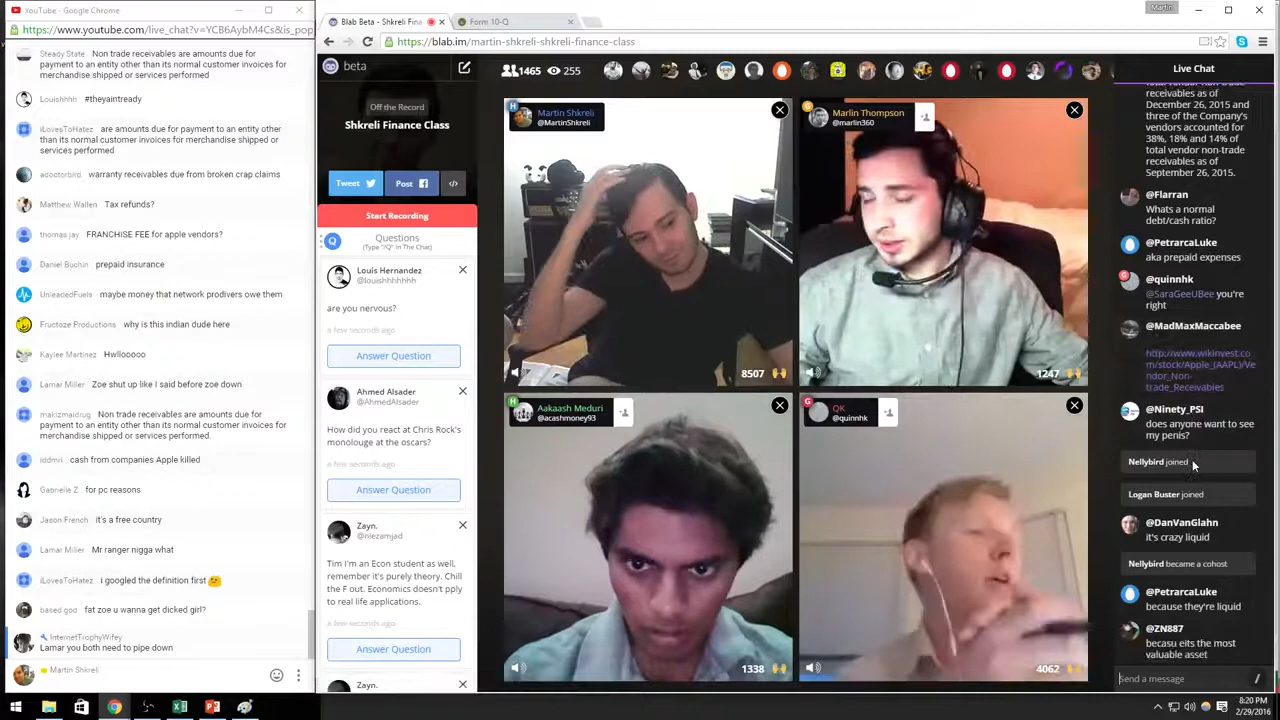 YouTube - Google Chrome
https://www.youtube.com/live_chat?v=YCB6AybM4Cs&is_pop
Steady State Non trade receivables are amounts due for
payment to an entity other than its normal customer invoices for
merchandise shipped or services performed
Louishhhh #theyaintready
iLovesToHatez are amounts due for payment to an entity other
than its normal customer invoices for merchandise shipped or
services performed
adoctorbird. warranty receivables due from broken crap claims
Matthew Wallen Tax refunds?
thomas jay FRANCHISE FEE for apple vendors?
Daniel Buchin prepaid insurance
UnleadedFuels maybe money that network prodivers owe them
Fructoze Productions why is this indian dude here
Kaylee Martinez Hwllooooo
Lamar Miller Zoe shut up like I said before zoe down
makizmaidrug Non trade receivables are amounts due for
payment to an entity other than its normal customer invoices for
merchandise shipped or services performed.
iddmvi cash from companies Apple killed
Gabrielle Z for pc reasons
Jason French it's a free country
Lamar Miller Mr ranger nigga what
iLovesToHatez i googled the definition first
based god fat zoe u wanna get dicked girl?
InternetTrophyWifey
Lamar you both need to pipe down
Martin Shkreli
Blab Beta - Shkreli Fi
Form 10-Q
Martin
https://blab.im/martin-shkreli-shkreli-finance-class
beta
1465
255
Off the Record
Shkreli Finance Class
Tweet
Post
</>
Start Recording
Q
Questions
(Type "/Q" In The Chat)
Louis Hernandez
@louishhhhhhh
are you nervous?
a few seconds ago
Answer Question
Ahmed Alsader
@AhmedAlsader
How did you react at Chris Rock's
monolouge at the oscars?
a few seconds ago
Answer Question
Zayn.
@niezamjad
Tim I'm an Econ student as well,
remember it's purely theory. Chill
the F out. Economics doesn't pply
to real life applications.
a few seconds ago
Answer Question
Zayn.
H
Martin Shkreli
@MartinShkreli
8507
G
Marlin Thompson
@marlin360
1247
H
Aakaash Meduri
@acashmoney93
1338
G
QK
@quinnhk
4062
Live Chat
receivables as of
December 26, 2015 and
three of the Company's
vendors accounted for
38%, 18% and 14% of
total vendor non-trade
receivables as of
September 26, 2015.
@Flarran
Whats a normal
debt/cash ratio?
@PetrarcaLuke
aka prepaid expenses
G
@quinnhk
@SaraGeeUBee you're
right
@MadMaxMaccabee
http://www.wikinvest.co
m/stock/Apple_(AAPL)/Ve
ndor_Non-
trade_Receivables
@Ninety_PSI
does anyone want to see
my penis?
Nellybird joined
Logan Buster joined
@DanVanGlahn
it's crazy liquid
Nellybird became a cohost
@PetrarcaLuke
because they're liquid
@ZN887
becasu eits the most
valuable asset
Send a message
/
8:20 PM
2/29/2016